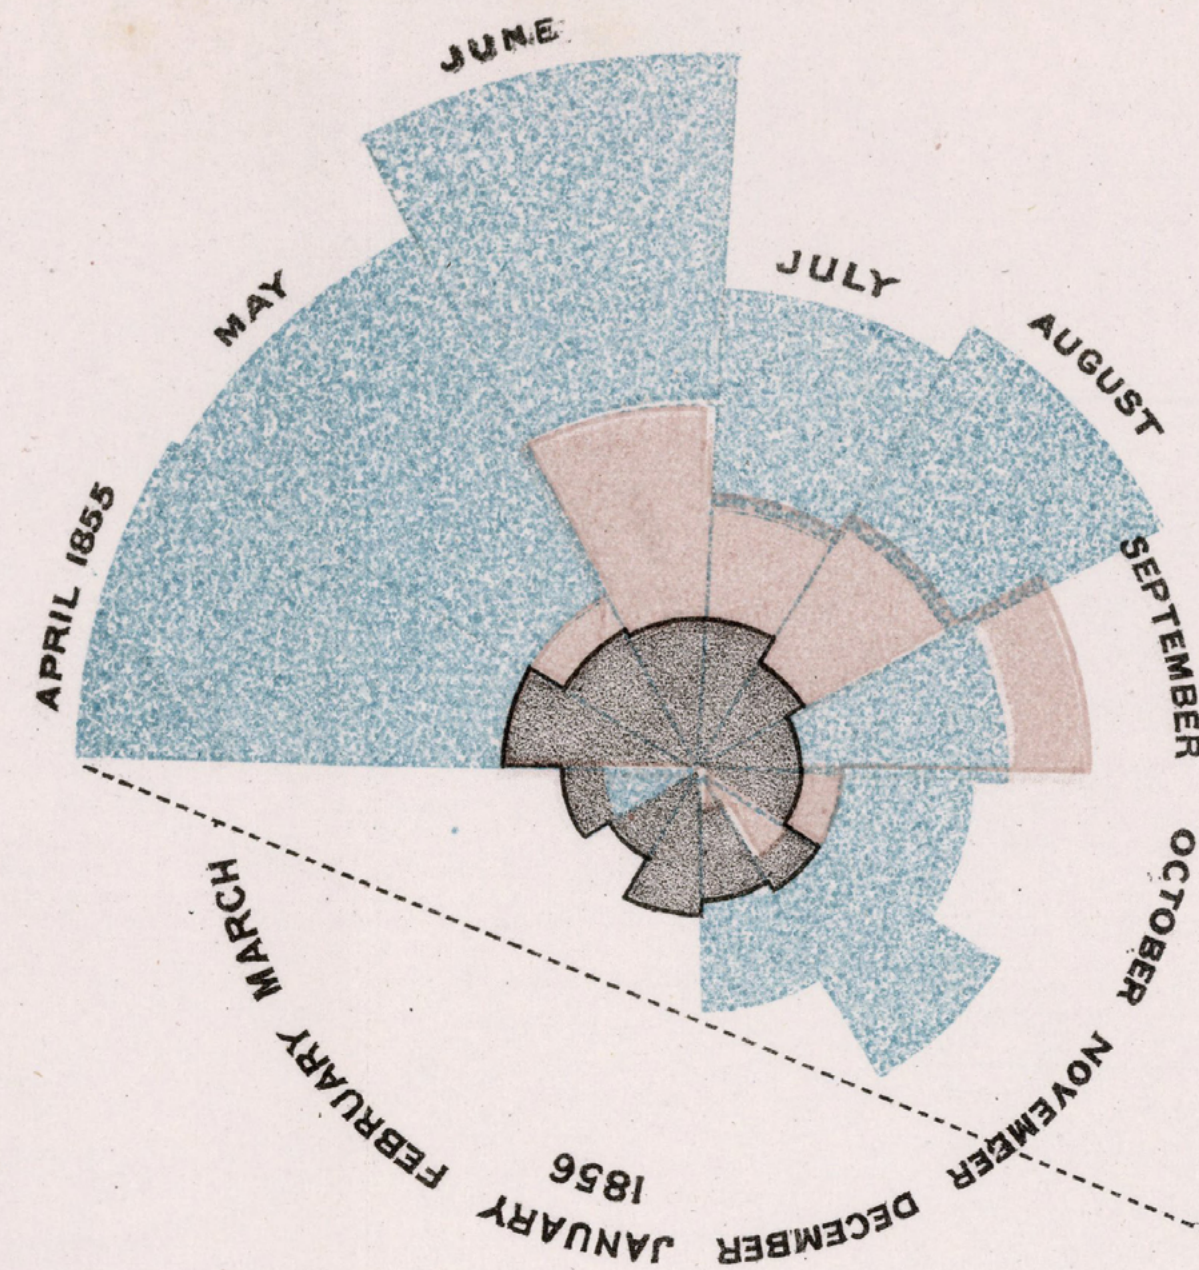 APRIL 1855
MAY
JUNE
JULY
AUGUST
SEPTEMBER
OCTOBER
NOVEMBER
DECEMBER
JANUARY
1856
FEBRUARY
MARCH